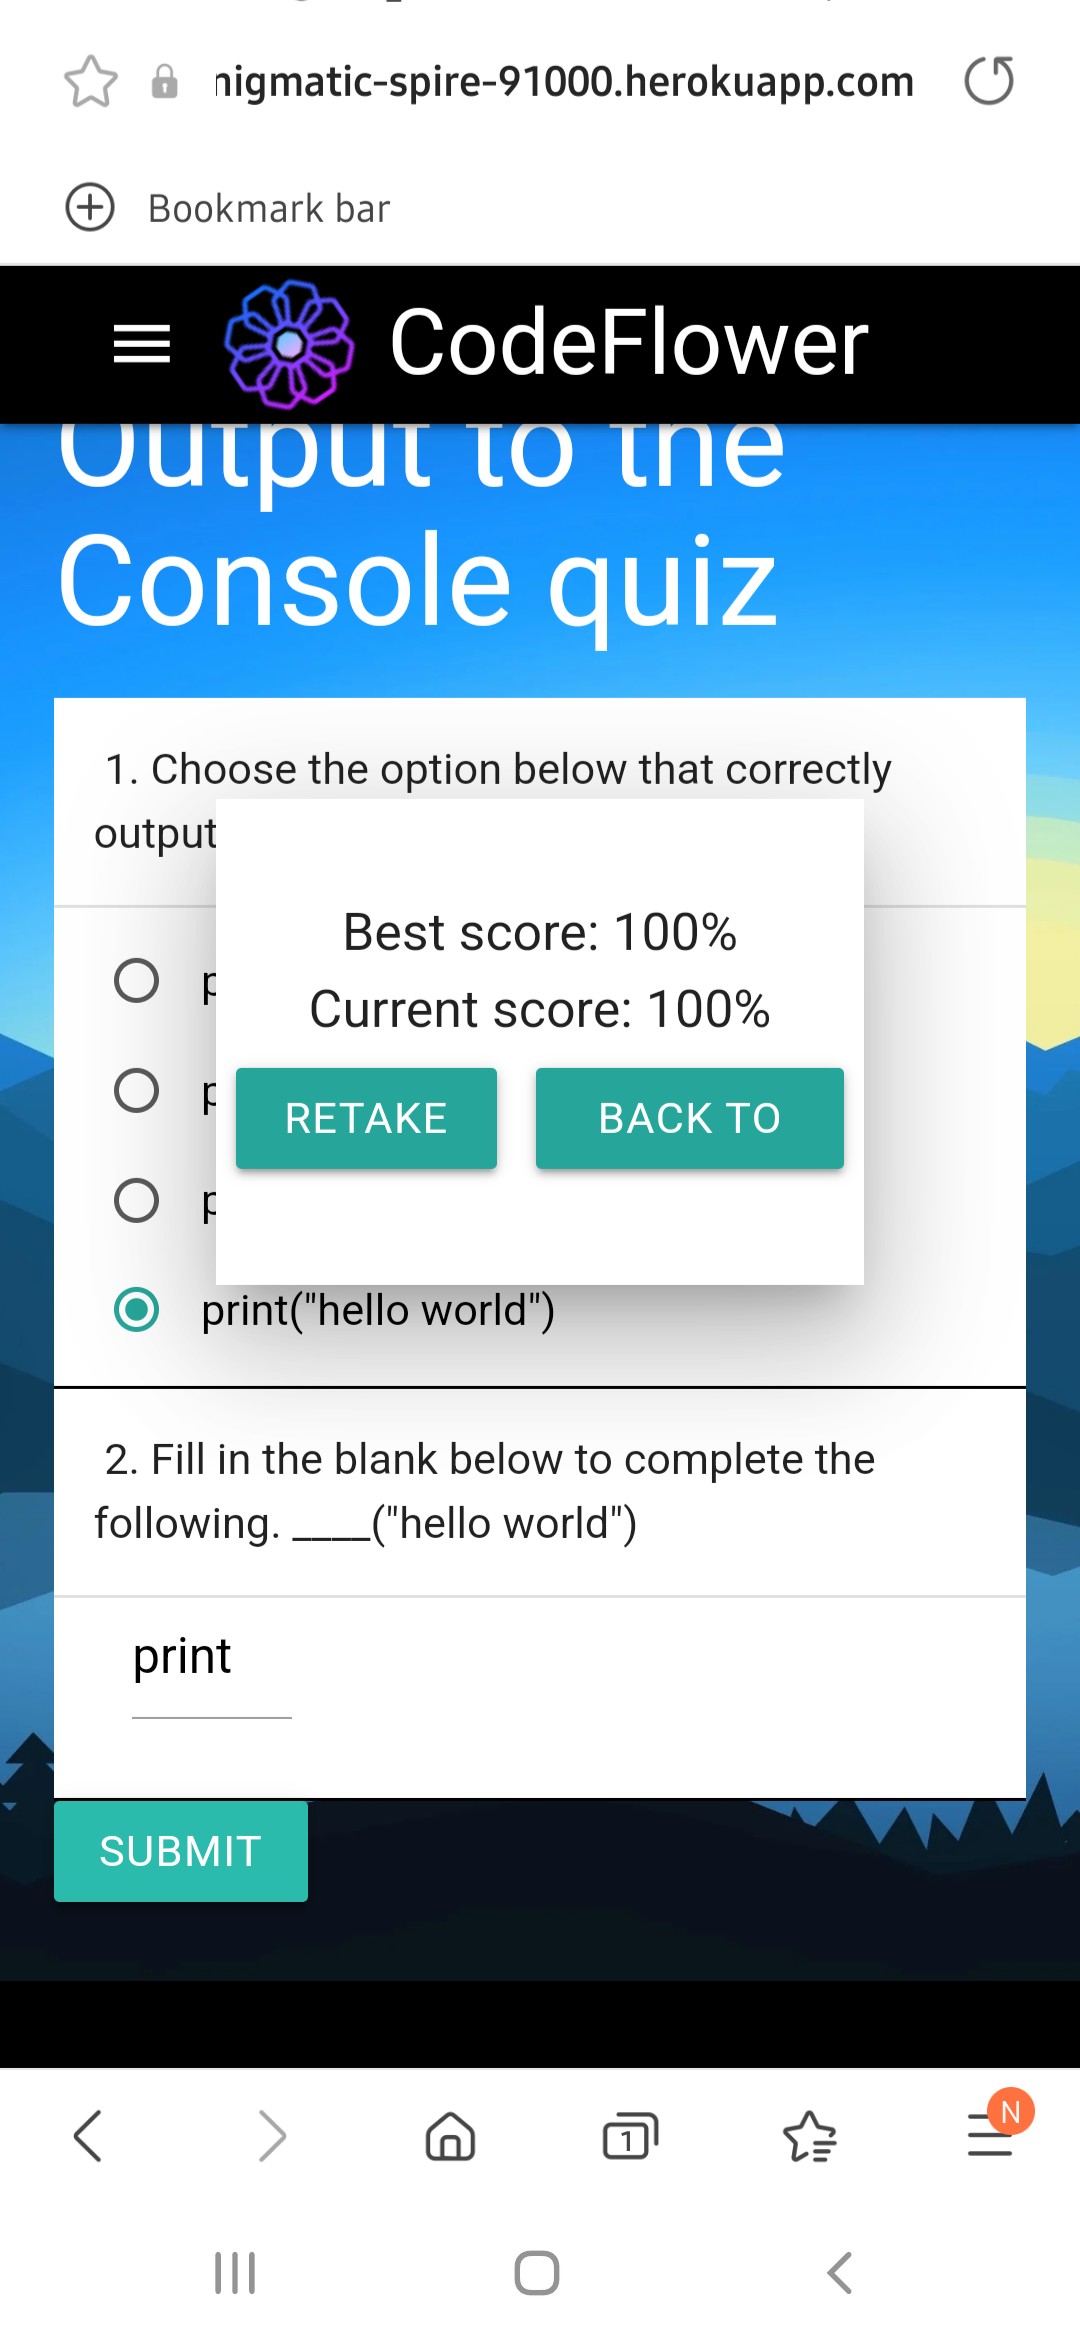 nigmatic-spire-91000.herokuapp.com
Bookmark bar
CodeFlower
Output to the
Console quiz
1. Choose the option below that correctly
output
Best score: 100%
Current score: 100%
RETAKE
BACK TO
print("hello world")
2. Fill in the blank below to complete the
following. ____("hello world")
print
SUBMIT
1
N